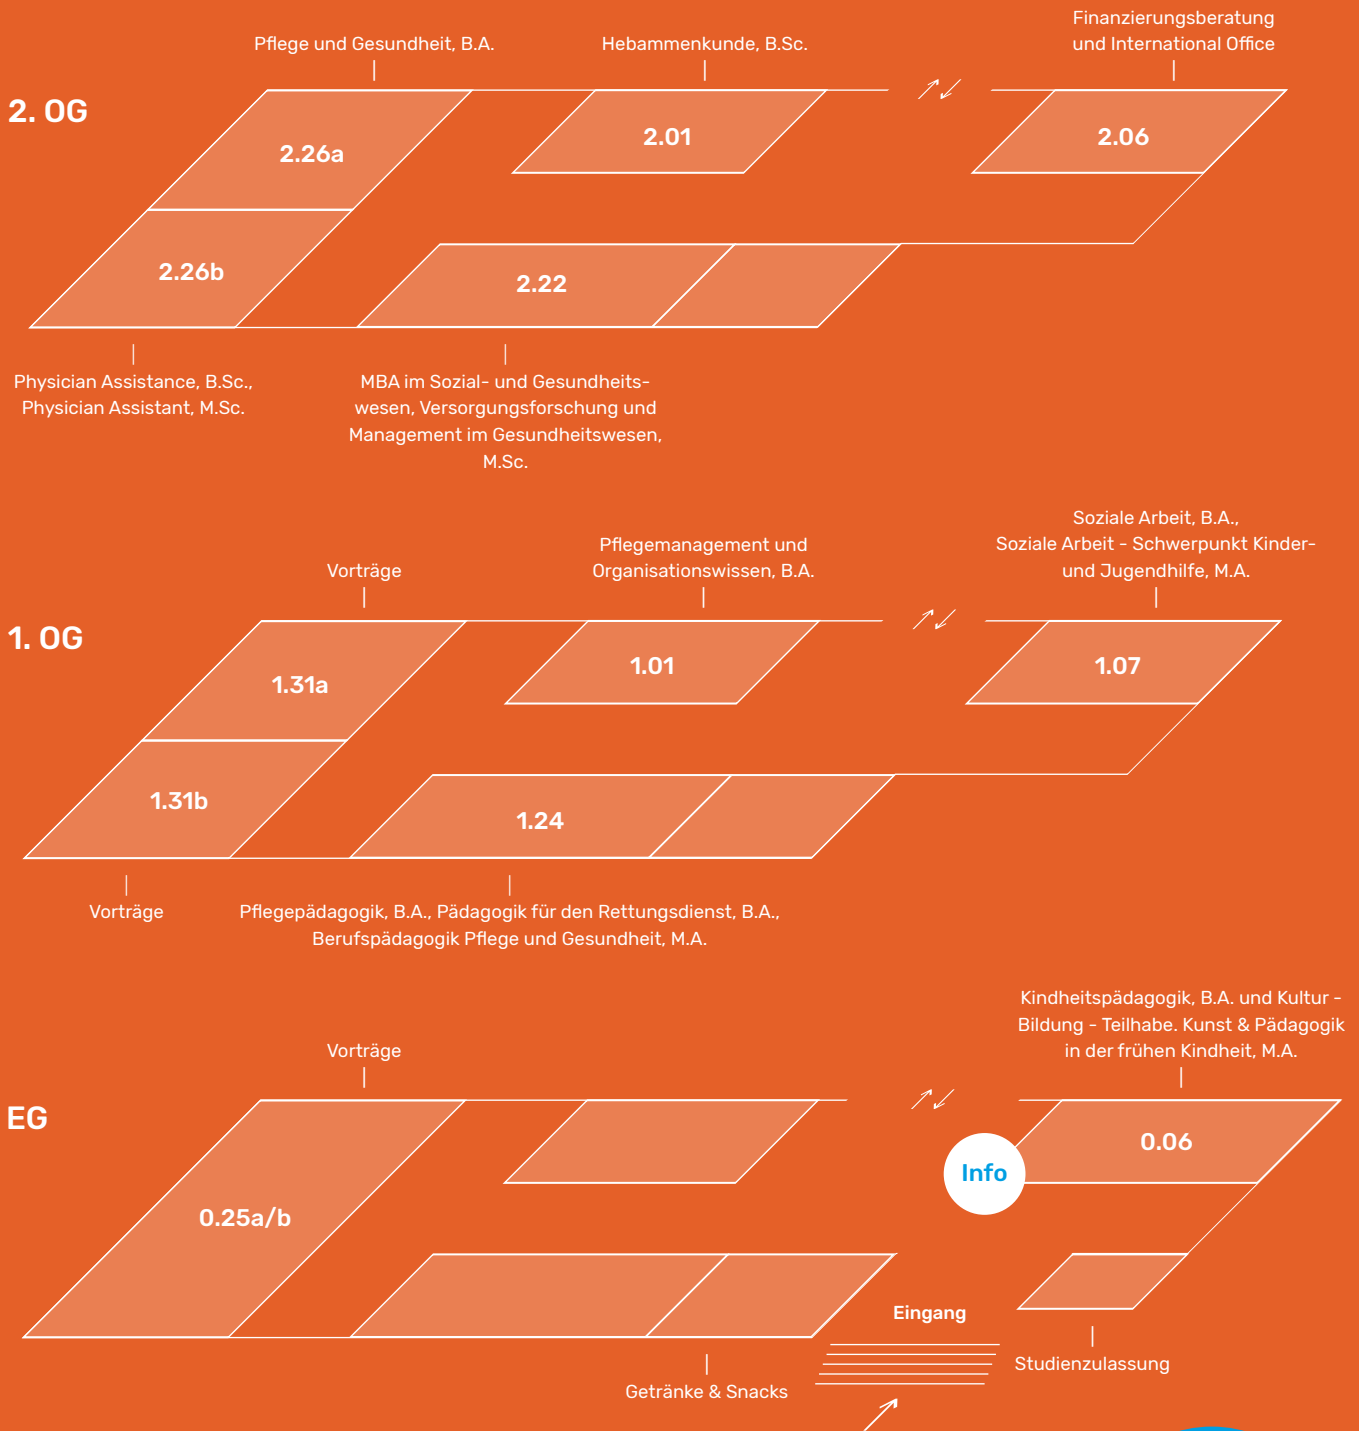 Finanzierungsberatung
und International Office
Pflege und Gesundheit, B.A.
Hebammenkunde, B.Sc.
2. OG
2.26a
2.01
2.06
2.26b
2.22
Physician Assistance, B.Sc.,
Physician Assistant, M.Sc.
MBA im Sozial- und Gesundheits-
wesen, Versorgungsforschung und
Management im Gesundheitswesen,
M.Sc.
Soziale Arbeit, B.A.,
Soziale Arbeit - Schwerpunkt Kinder-
und Jugendhilfe, M.A.
Pflegemanagement und
Organisationswissen, B.A.
Vorträge
1. OG
1.31a
1.01
1.07
1.31b
1.24
Vorträge
Pflegepädagogik, B.A., Pädagogik für den Rettungsdienst, B.A.,
Berufspädagogik Pflege und Gesundheit, M.A.
Kindheitspädagogik, B.A. und Kultur -
Bildung - Teilhabe. Kunst & Pädagogik
in der frühen Kindheit, M.A.
Vorträge
EG
0.06
Info
0.25a/b
Eingang
Studienzulassung
Getränke & Snacks